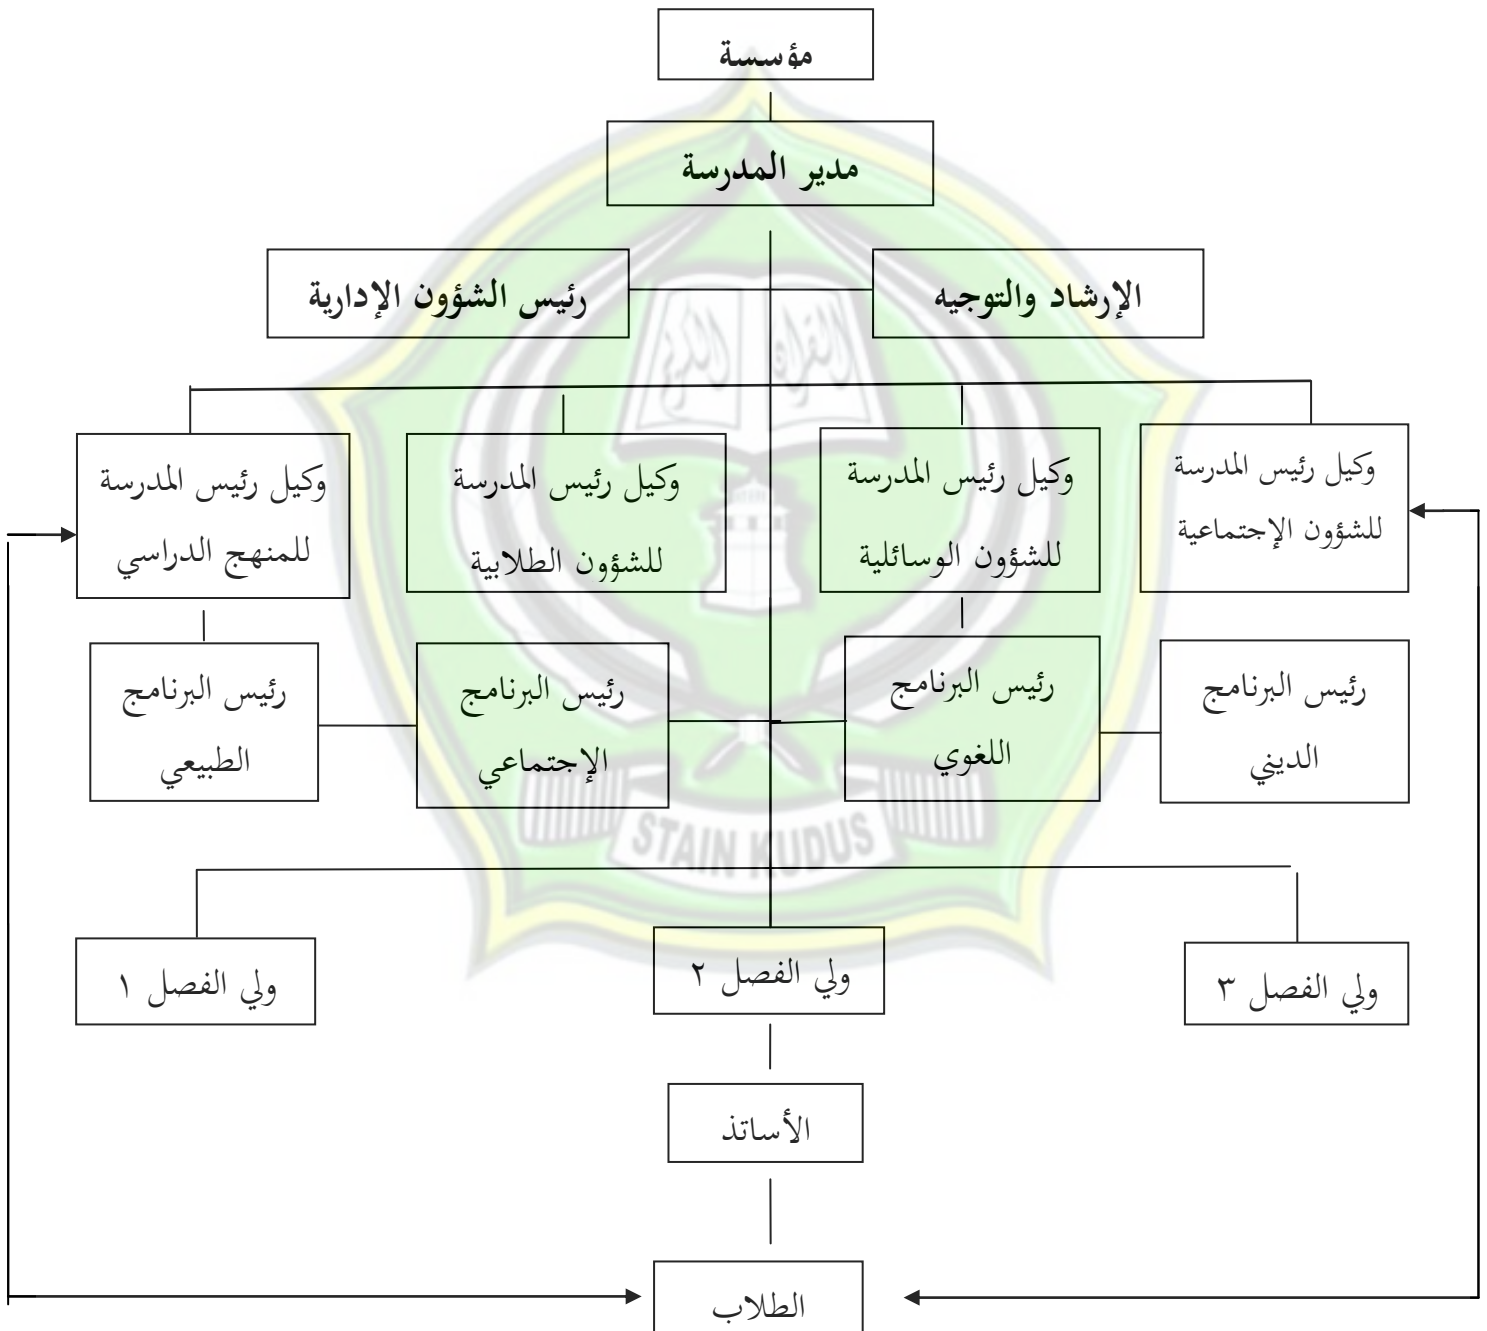 مؤسسة
مدير المدرسة
الإرشاد والتوجيه
رئيس الشؤون الإدارية
وكيل رئيس المدرسة
للشؤون الإجتماعية
وكيل رئيس المدرسة
للشؤون الوسائلية
وكيل رئيس المدرسة
للشؤون الطلابية
وكيل رئيس المدرسة
للمنهج الدراسي
رئيس البرنامج
الديني
رئيس البرنامج
اللغوي
رئيس البرنامج
الإجتماعي
رئيس البرنامج
الطبيعي
STAIN KUDUS
ولي الفصل ٣
ولي الفصل ٢
ولي الفصل ١
الأساتذ
الطلاب